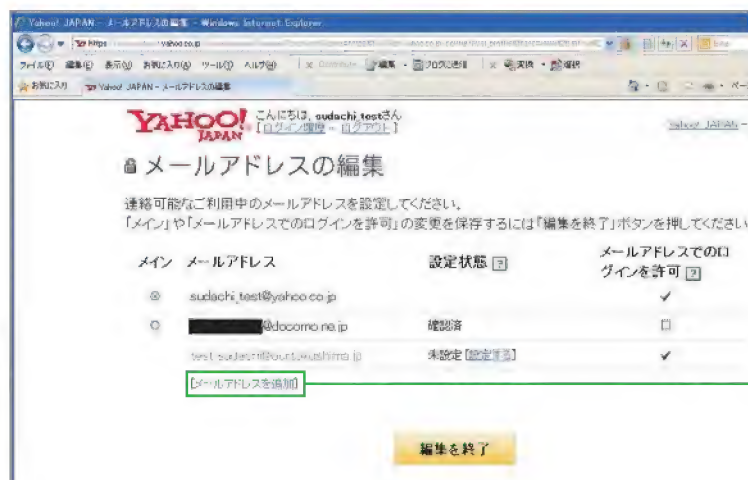 Yahoo! JAPAN - メールアドレスの編集 - Windows Internet Explorer
https
yahoo.co.jp
ファイル(F) 編集(E) 表示(V) お気に入り(A) ツール(T) ヘルプ(H)
編集
変換
選択
お気に入り
Yahoo! JAPAN - メールアドレスの編集
YAHOO! JAPAN
こんにちは、sudachi_testさん
[ログイン履歴 - ログアウト]
Yahoo! JAPAN -
メールアドレスの編集
連絡可能なご利用中のメールアドレスを設定してください。
「メイン」や「メールアドレスでのログインを許可」の変更を保存するには「編集を終了」ボタンを押してください
メイン メールアドレス 設定状態 ? メールアドレスでのログインを許可 ?
sudachi_test@yahoo.co.jp
@docomo.ne.jp 確認済
未設定 [設定する]
[メールアドレスを追加]
編集を終了